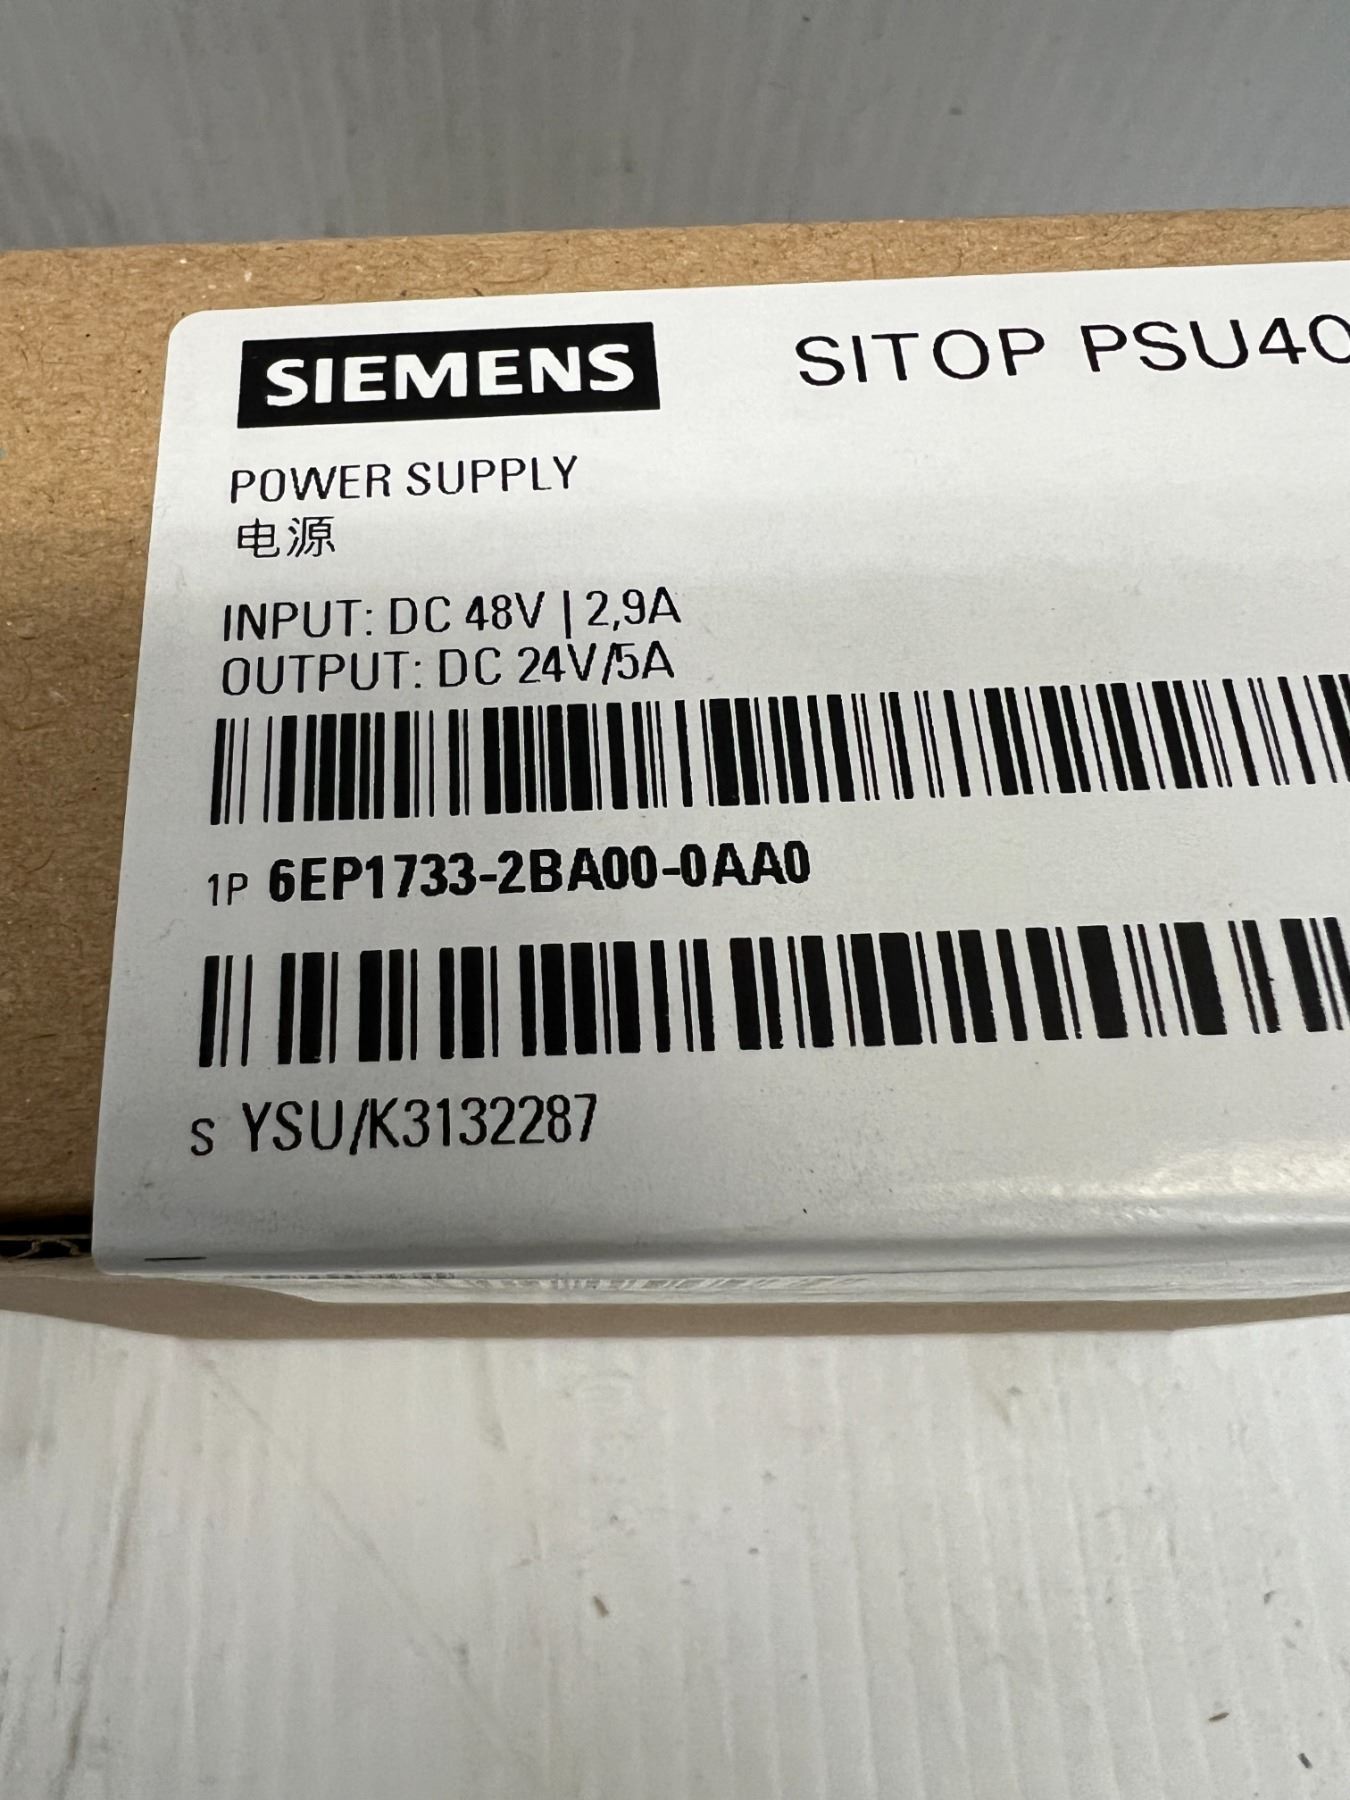 SIEMENS
SITOP PSU40
POWER SUPPLY
电源
INPUT: DC 48V | 2,9A
OUTPUT: DC 24V/5A
1P 6EP1733-2BA00-0AA0
S YSU/K3132287